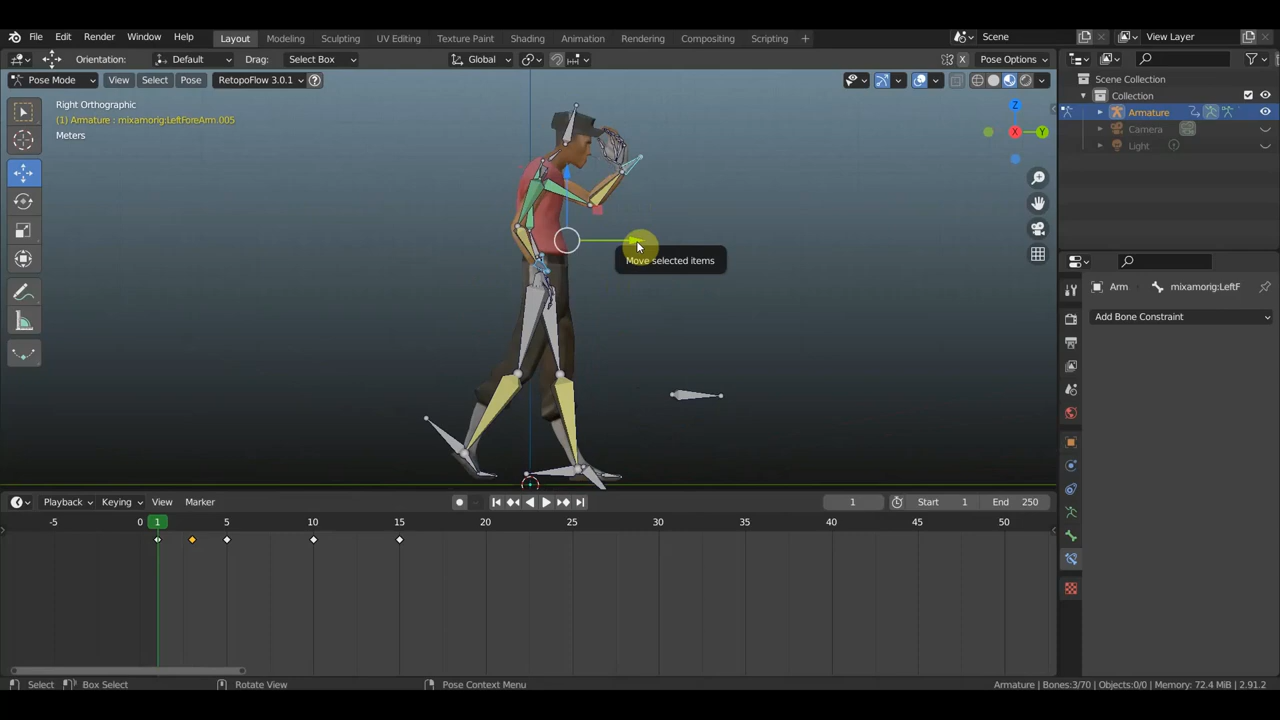 File Edit Render Window Help Layout Modeling Sculpting UV Editing Texture Paint Shading Animation Rendering Compositing Scripting + Scene View Layer
Orientation: Default Drag: Select Box Global X Pose Options
Pose Mode View Select Pose RetopoFlow 3.0.1 ?
Scene Collection
Collection
Armature
Camera
Light
Right Orthographic
(1) Armature : mixamorig:LeftForeArm.005
Meters
Z
X
Y
Move selected items
Arm mixamorig:LeftF
Add Bone Constraint
Playback Keying View Marker 1 Start 1 End 250
-5 0 1 5 10 15 20 25 30 35 40 45 50
Select Box Select Rotate View Pose Context Menu Armature | Bones:3/70 | Objects:0/0 | Memory: 72.4 MiB | 2.91.2